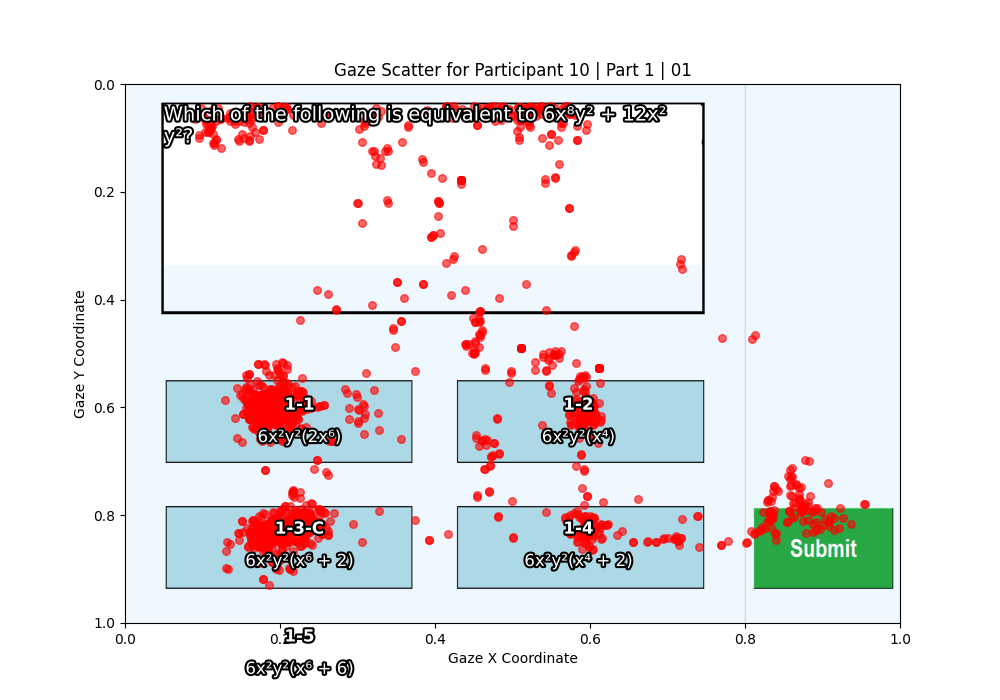 Gaze Scatter for Participant 10 | Part 1 | 01
0.0
0.2
0.4
0.6
0.8
1.0
Gaze Y Coordinate
Which of the following is equivalent to 6x⁸y² + 12x²
y²?
1-1
6x²y²(2x⁶)
1-2
6x²y²(x⁴)
1-3-C
6x²y²(x⁶ + 2)
1-4
6x²y²(x⁴ + 2)
Submit
0.0
0.2
0.4
0.6
0.8
1.0
1-5
6x²y²(x⁶ + 6)
Gaze X Coordinate